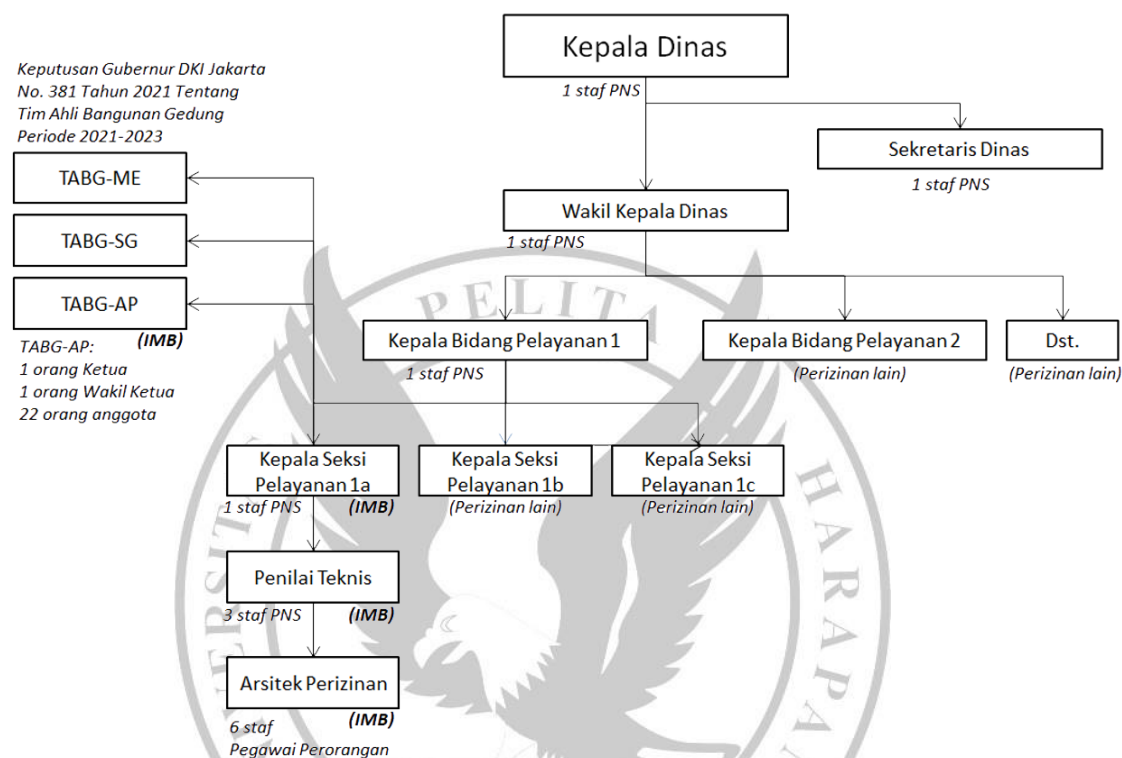 Kepala Dinas
1 staf PNS
Keputusan Gubernur DKI Jakarta
No. 381 Tahun 2021 Tentang
Tim Ahli Bangunan Gedung
Periode 2021-2023
Sekretaris Dinas
1 staf PNS
TABG-ME
Wakil Kepala Dinas
1 staf PNS
TABG-SG
TABG-AP
(IMB)
TABG-AP:
1 orang Ketua
1 orang Wakil Ketua
22 orang anggota
Kepala Bidang Pelayanan 1
1 staf PNS
Kepala Bidang Pelayanan 2
(Perizinan lain)
Dst.
(Perizinan lain)
Kepala Seksi
Pelayanan 1a
1 staf PNS (IMB)
Kepala Seksi
Pelayanan 1b
(Perizinan lain)
Kepala Seksi
Pelayanan 1c
(Perizinan lain)
Penilai Teknis
3 staf PNS (IMB)
Arsitek Perizinan
(IMB)
6 staf
Pegawai Perorangan
PELITA
HARAPAN